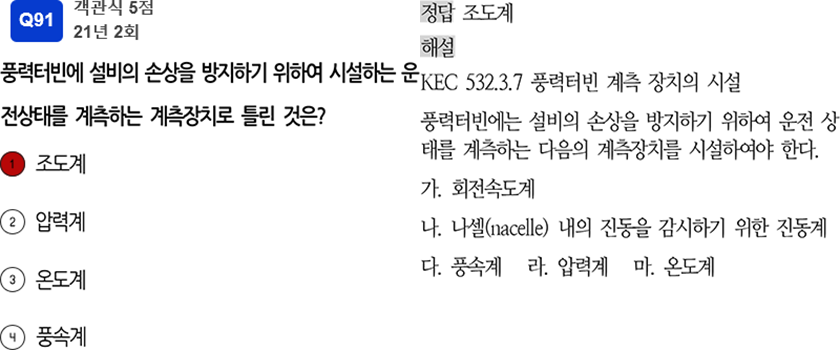 Q91 객관식 5점
21년 2회
풍력터빈에 설비의 손상을 방지하기 위하여 시설하는 운
전상태를 계측하는 계측장치로 틀린 것은?
1 조도계
2 압력계
3 온도계
4 풍속계
정답 조도계
해설
KEC 532.3.7 풍력터빈 계측 장치의 시설
풍력터빈에는 설비의 손상을 방지하기 위하여 운전 상
태를 계측하는 다음의 계측장치를 시설하여야 한다.
가. 회전속도계
나. 나셀(nacelle) 내의 진동을 감시하기 위한 진동계
다. 풍속계 라. 압력계 마. 온도계